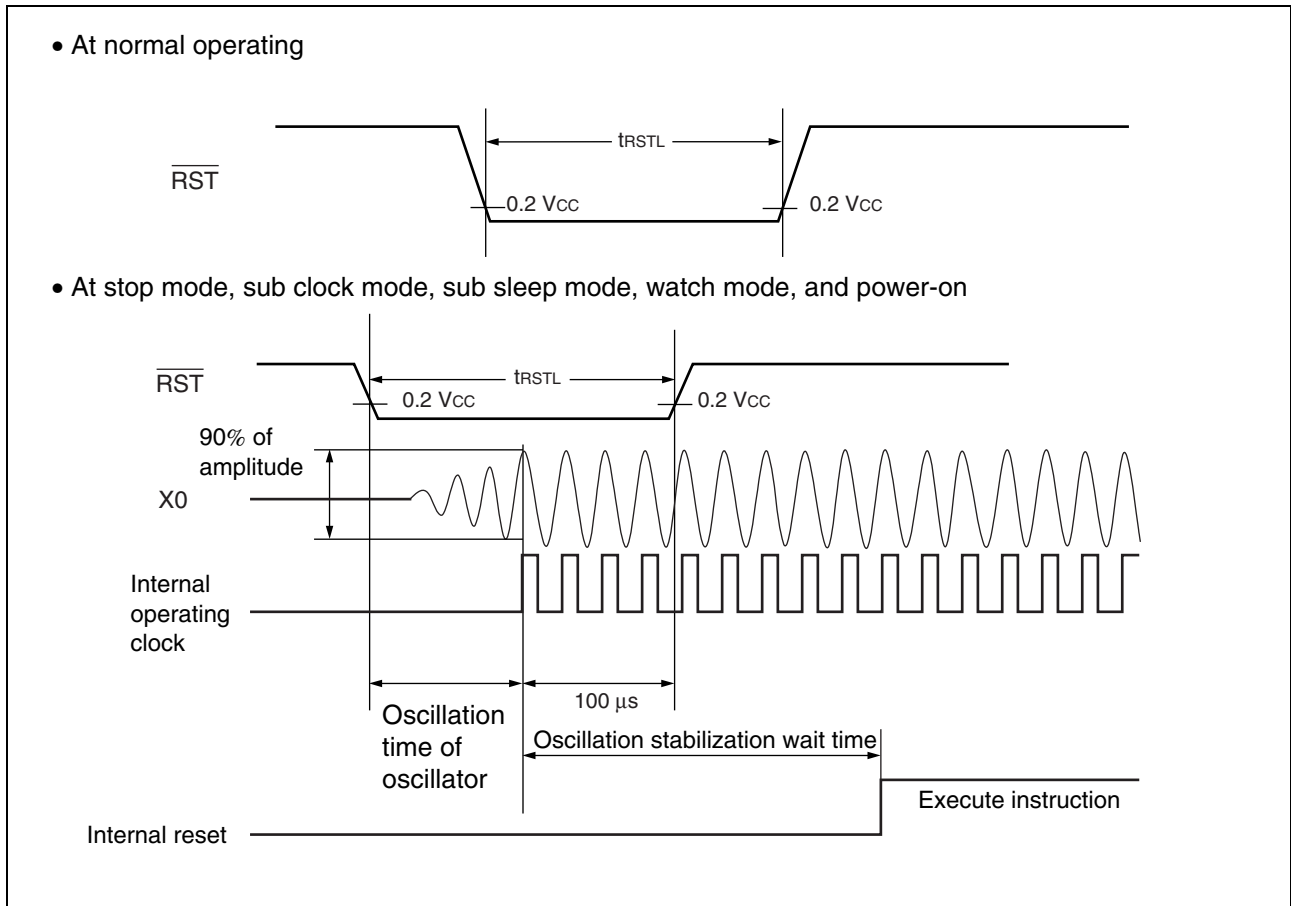 • At normal operating
tRSTL
RST
0.2 VCC
0.2 VCC
• At stop mode, sub clock mode, sub sleep mode, watch mode, and power-on
RST
tRSTL
0.2 VCC
0.2 VCC
90% of
amplitude
X0
Internal
operating
clock
100 µs
Oscillation
time of
oscillator
Oscillation stabilization wait time
Execute instruction
Internal reset